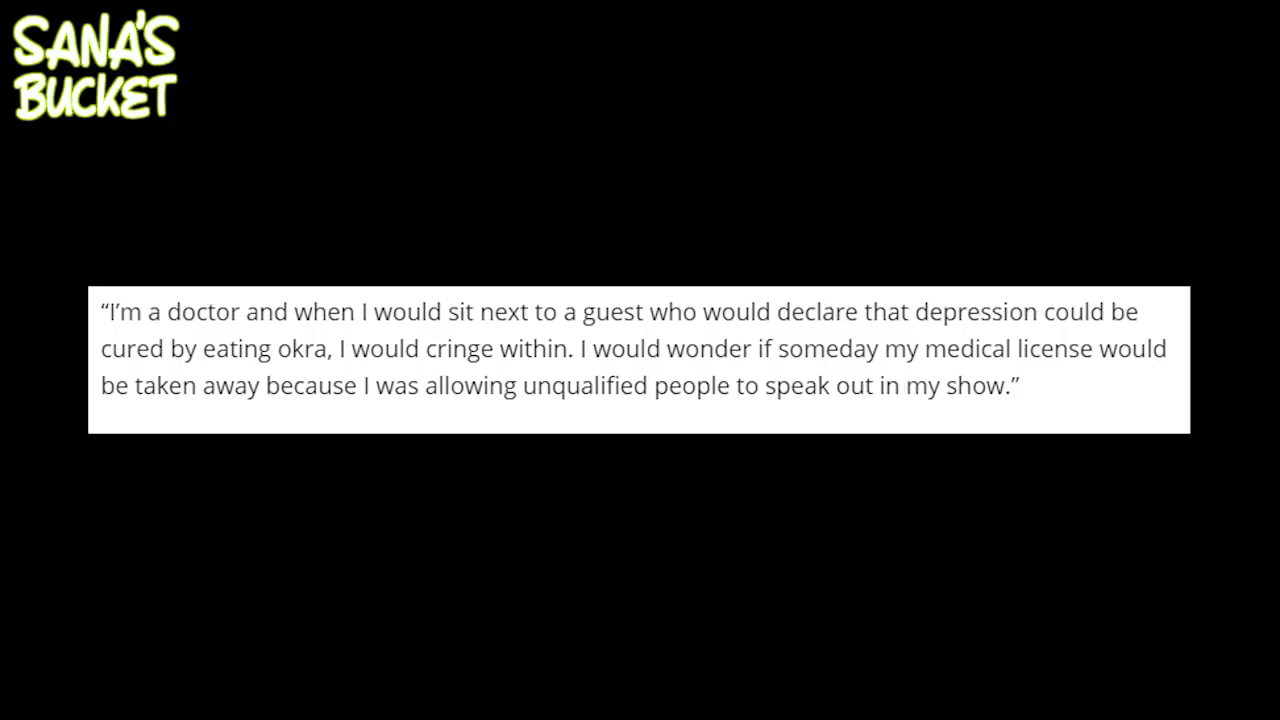 SANA'S
BUCKET
“I’m a doctor and when I would sit next to a guest who would declare that depression could be
cured by eating okra, I would cringe within. I would wonder if someday my medical license would
be taken away because I was allowing unqualified people to speak out in my show.”